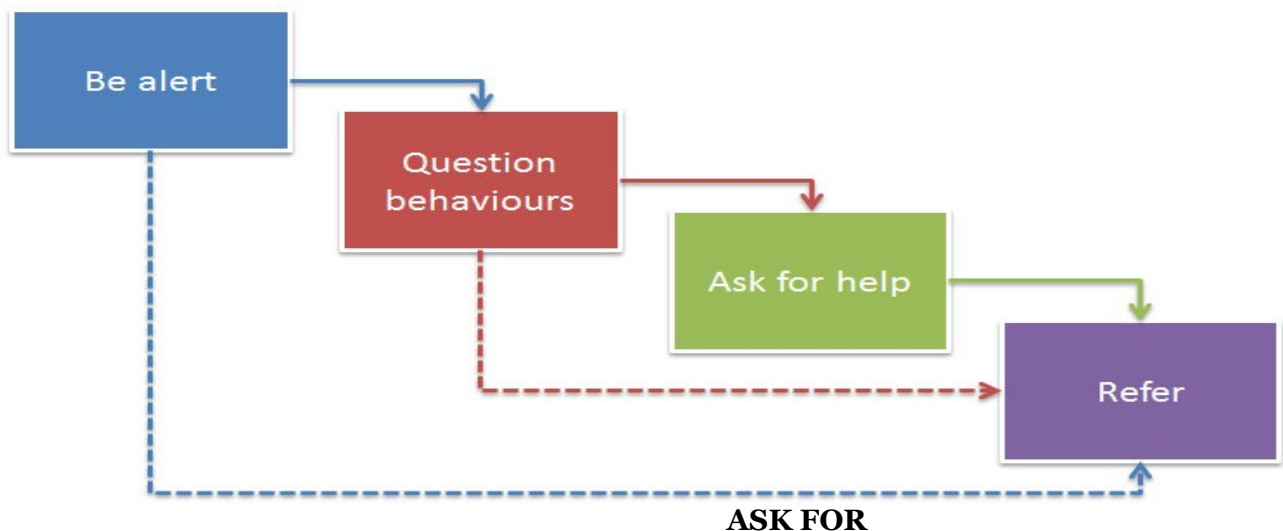 Be alert
Question
behaviours
Ask for help
Refer
ASK FOR